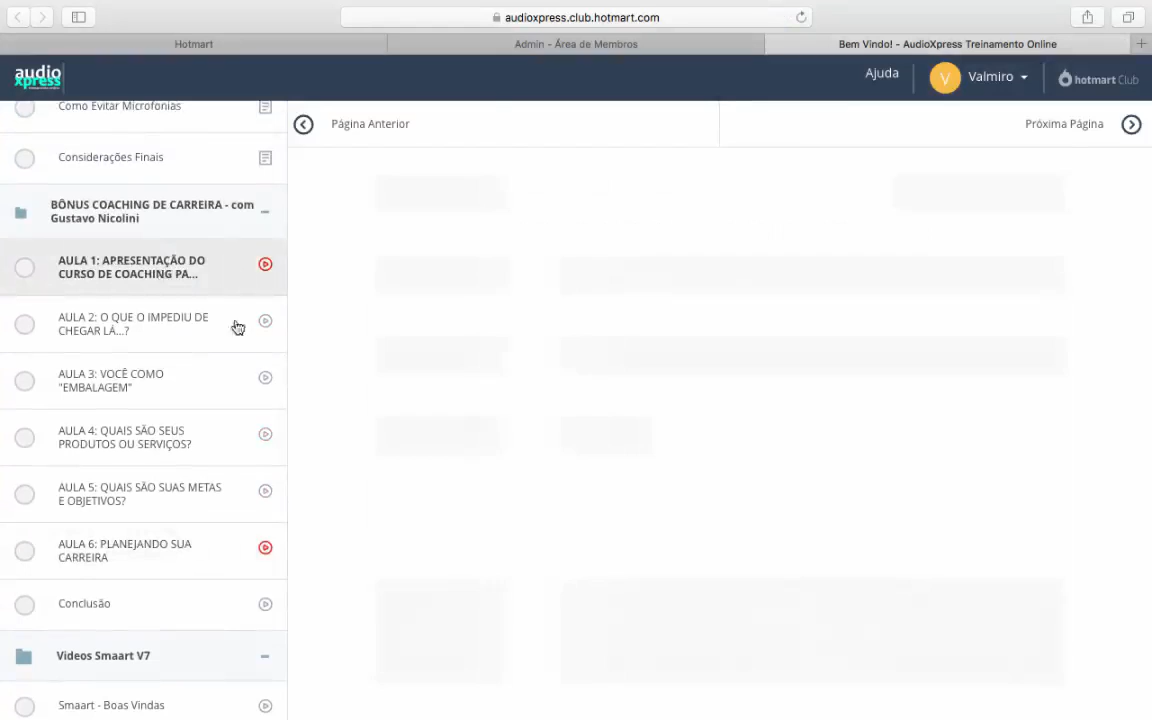 audioxpress.club.hotmart.com
Hotmart
Admin - Área de Membros
Bem Vindo! - AudioXpress Treinamento Online
audio
xpress
Ajuda
V
Valmiro
hotmart Club
Como Evitar Microfonias
Página Anterior
Próxima Página
Considerações Finais
BÔNUS COACHING DE CARREIRA - com
Gustavo Nicolini
AULA 1: APRESENTAÇÃO DO
CURSO DE COACHING PA...
AULA 2: O QUE O IMPEDIU DE
CHEGAR LÁ...?
AULA 3: VOCÊ COMO
"EMBALAGEM"
AULA 4: QUAIS SÃO SEUS
PRODUTOS OU SERVIÇOS?
AULA 5: QUAIS SÃO SUAS METAS
E OBJETIVOS?
AULA 6: PLANEJANDO SUA
CARREIRA
Conclusão
Videos Smaart V7
Smaart - Boas Vindas